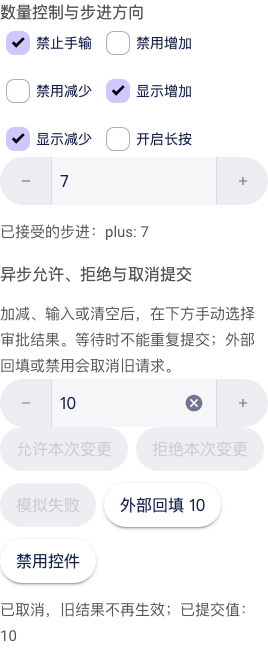 数量控制与步进方向
禁止手输 禁用增加
禁用减少 显示增加
显示减少 开启长按
− 7 +
已接受的步进：plus: 7
异步允许、拒绝与取消提交
加减、输入或清空后，在下方手动选择
审批结果。等待时不能重复提交；外部
回填或禁用会取消旧请求。
− 10 +
允许本次变更 拒绝本次变更
模拟失败 外部回填 10
禁用控件
已取消，旧结果不再生效；已提交值：
10